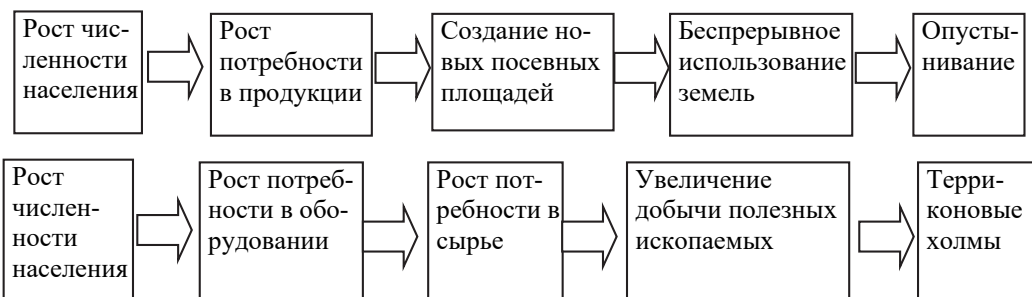 Рост чис-
ленности
населения
Рост
потребности
в продукции
Создание но-
вых посевных
площадей
Беспрерывное
использование
земель
Опусты-
нивание
Рост
числен-
ности
населения
Рост потреб-
ности в обо-
рудовании
Рост пот-
ребности в
сырье
Увеличение
добычи полезных
ископаемых
Терри-
коновые
холмы